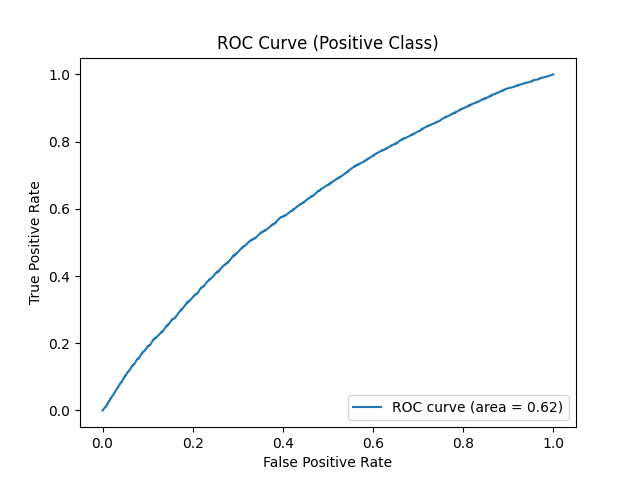 ROC Curve (Positive Class)
True Positive Rate
1.0
0.8
0.6
0.4
0.2
0.0
ROC curve (area = 0.62)
0.0 0.2 0.4 0.6 0.8 1.0
False Positive Rate